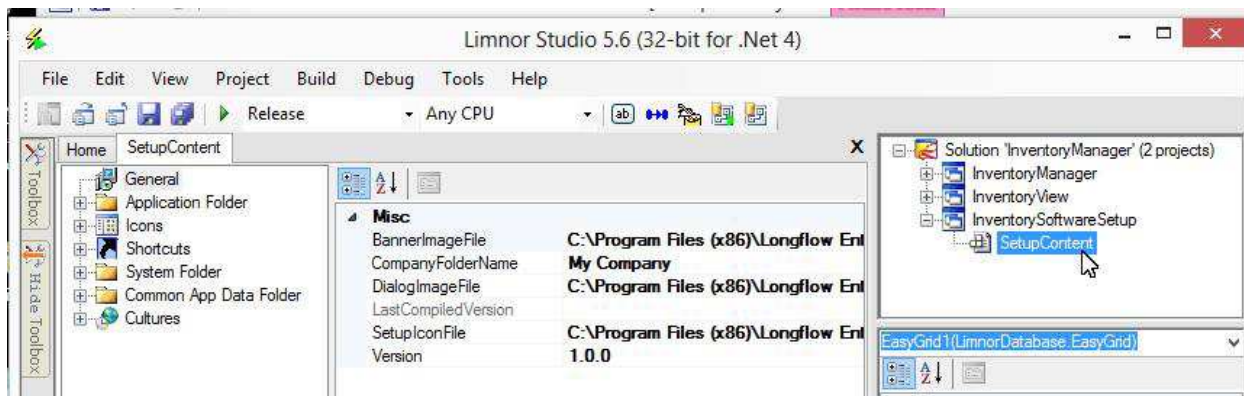 Limnor Studio 5.6 (32-bit for .Net 4)
File Edit View Project Build Debug Tools Help
Release Any CPU ab
Home SetupContent X
Toolbox
Hide Toolbox
General
Application Folder
Icons
Shortcuts
System Folder
Common App Data Folder
Cultures
Misc
BannerImageFile C:\Program Files (x86)\Longflow Ent
CompanyFolderName My Company
DialogImageFile C:\Program Files (x86)\Longflow Ent
LastCompiledVersion
SetupIconFile C:\Program Files (x86)\Longflow Ent
Version 1.0.0
Solution 'InventoryManager' (2 projects)
InventoryManager
InventoryView
InventorySoftwareSetup
SetupContent
EasyGrid1(LimnorDatabase.EasyGrid)